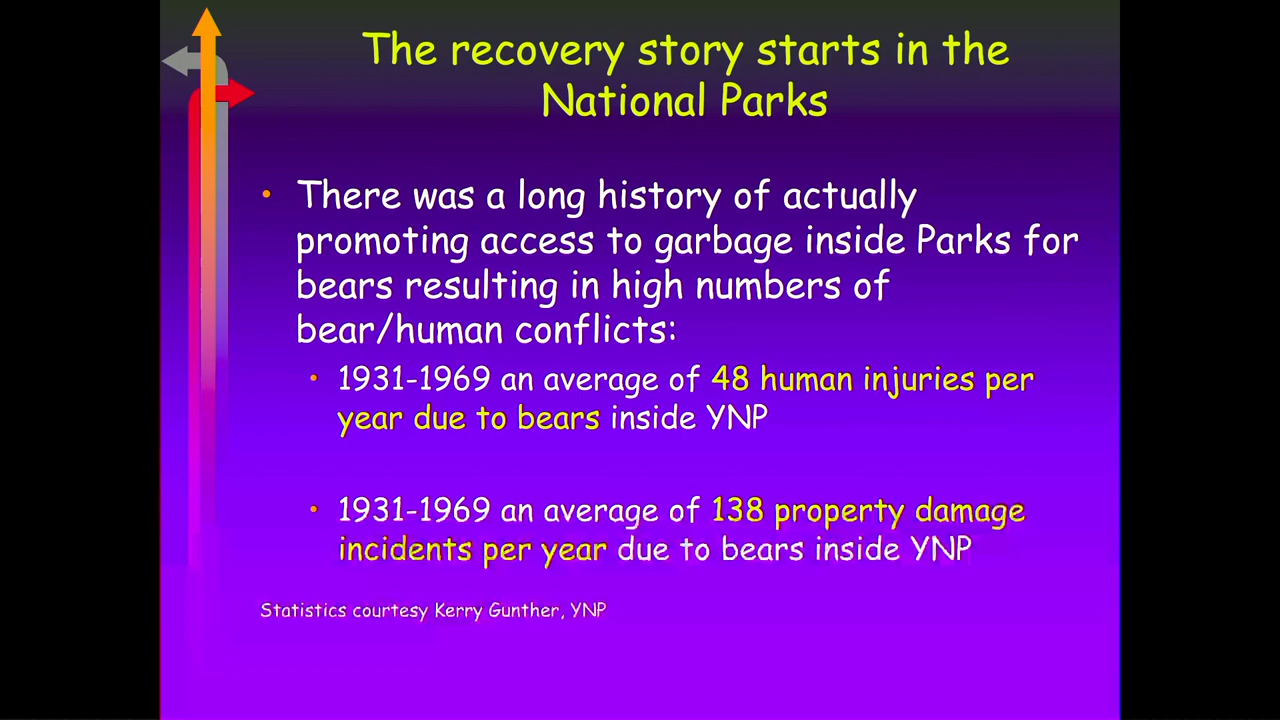 The recovery story starts in the
National Parks
• There was a long history of actually
promoting access to garbage inside Parks for
bears resulting in high numbers of
bear/human conflicts:
• 1931-1969 an average of 48 human injuries per
year due to bears inside YNP
• 1931-1969 an average of 138 property damage
incidents per year due to bears inside YNP
Statistics courtesy Kerry Gunther, YNP